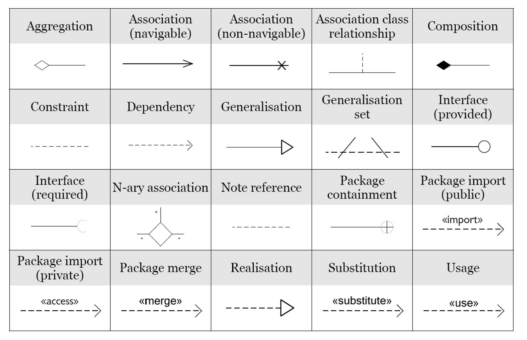 Aggregation
Association
(navigable)
Association
(non-navigable)
Association class
relationship
Composition
Constraint
Dependency
Generalisation
Generalisation
set
Interface
(provided)
Interface
(required)
N-ary association
Note reference
Package
containment
Package import
(public)
*
*
«import»
Package import
(private)
Package merge
Realisation
Substitution
Usage
«access»
«merge»
«substitute»
«use»